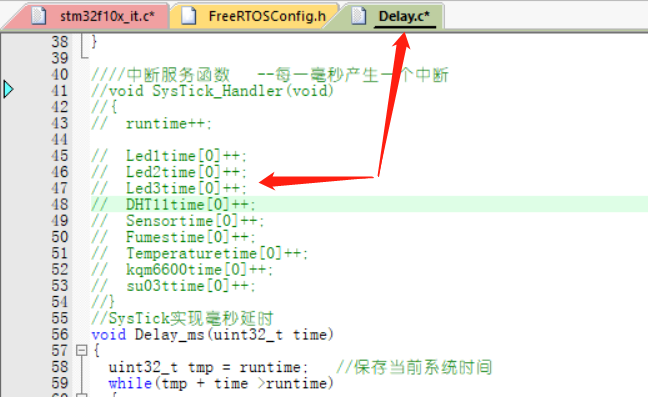 stm32f10x_it.c* FreeRTOSConfig.h Delay.c*
38 }
39
40 ////中断服务函数 --每一毫秒产生一个中断
41 //void SysTick_Handler(void)
42 //{
43 // runtime++;
44
45 // Led1time[0]++;
46 // Led2time[0]++;
47 // Led3time[0]++;
48 // DHT11time[0]++;
49 // Sensortime[0]++;
50 // Fumestime[0]++;
51 // Temperaturetime[0]++;
52 // kqm6600time[0]++;
53 // su03ttime[0]++;
54 //}
55 //SysTick实现毫秒延时
56 void Delay_ms(uint32_t time)
57 {
58 uint32_t tmp = runtime; //保存当前系统时间
59 while(tmp + time >runtime)